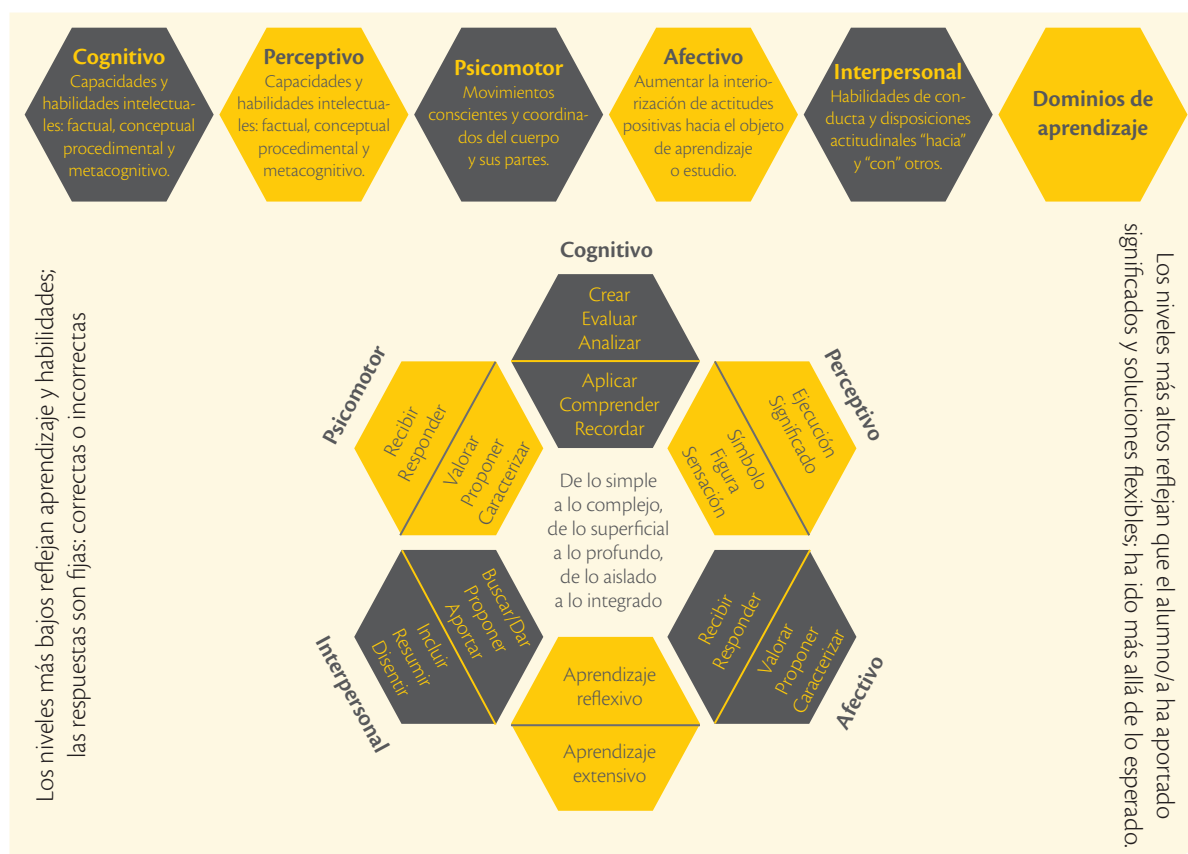 Cognitivo
Capacidades y
habilidades intelectua-
les: factual, conceptual
procedimental y
metacognitivo.
Perceptivo
Capacidades y
habilidades intelectua-
les: factual, conceptual
procedimental y
metacognitivo.
Psicomotor
Movimientos
conscientes y coordina-
dos del cuerpo
y sus partes.
Afectivo
Aumentar la interio-
rización de actitudes
positivas hacia el objeto
de aprendizaje
o estudio.
Interpersonal
Habilidades de con-
ducta y disposiciones
actitudinales “hacia”
y “con” otros.
Dominios de
aprendizaje
Los niveles más bajos reflejan aprendizaje y habilidades;
las respuestas son fijas: correctas o incorrectas
Cognitivo
Crear
Evaluar
Analizar
Aplicar
Comprender
Recordar
Psicomotor
Recibir
Responder
Valorar
Proponer
Caracterizar
Perceptivo
Ejecución
Significado
Símbolo
Figura
Sensación
De lo simple
a lo complejo,
de lo superficial
a lo profundo,
de lo aislado
a lo integrado
Interpersonal
Buscar/Dar
Proponer
Aportar
Incluir
Resumir
Disentir
Afectivo
Recibir
Responder
Valorar
Proponer
Caracterizar
Aprendizaje
reflexivo
Aprendizaje
extensivo
Los niveles más altos reflejan que el alumno/a ha aportado
significados y soluciones flexibles; ha ido más allá de lo esperado.